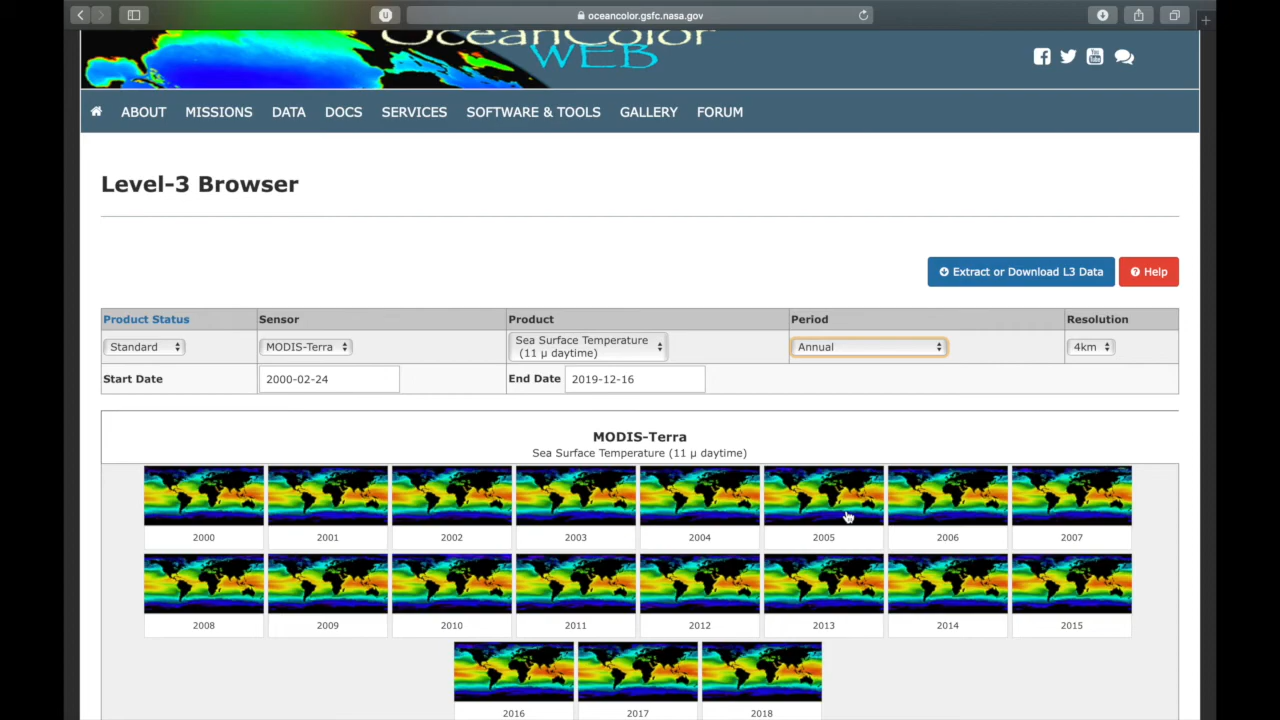 U
oceancolor.gsfc.nasa.gov
OceanColor
WEB
ABOUT MISSIONS DATA DOCS SERVICES SOFTWARE & TOOLS GALLERY FORUM
Level-3 Browser
Extract or Download L3 Data Help
Product Status Sensor Product Period Resolution
Standard MODIS-Terra Sea Surface Temperature (11 µ daytime) Annual 4km
Start Date 2000-02-24 End Date 2019-12-16
MODIS-Terra
Sea Surface Temperature (11 µ daytime)
2000 2001 2002 2003 2004 2005 2006 2007
2008 2009 2010 2011 2012 2013 2014 2015
2016 2017 2018